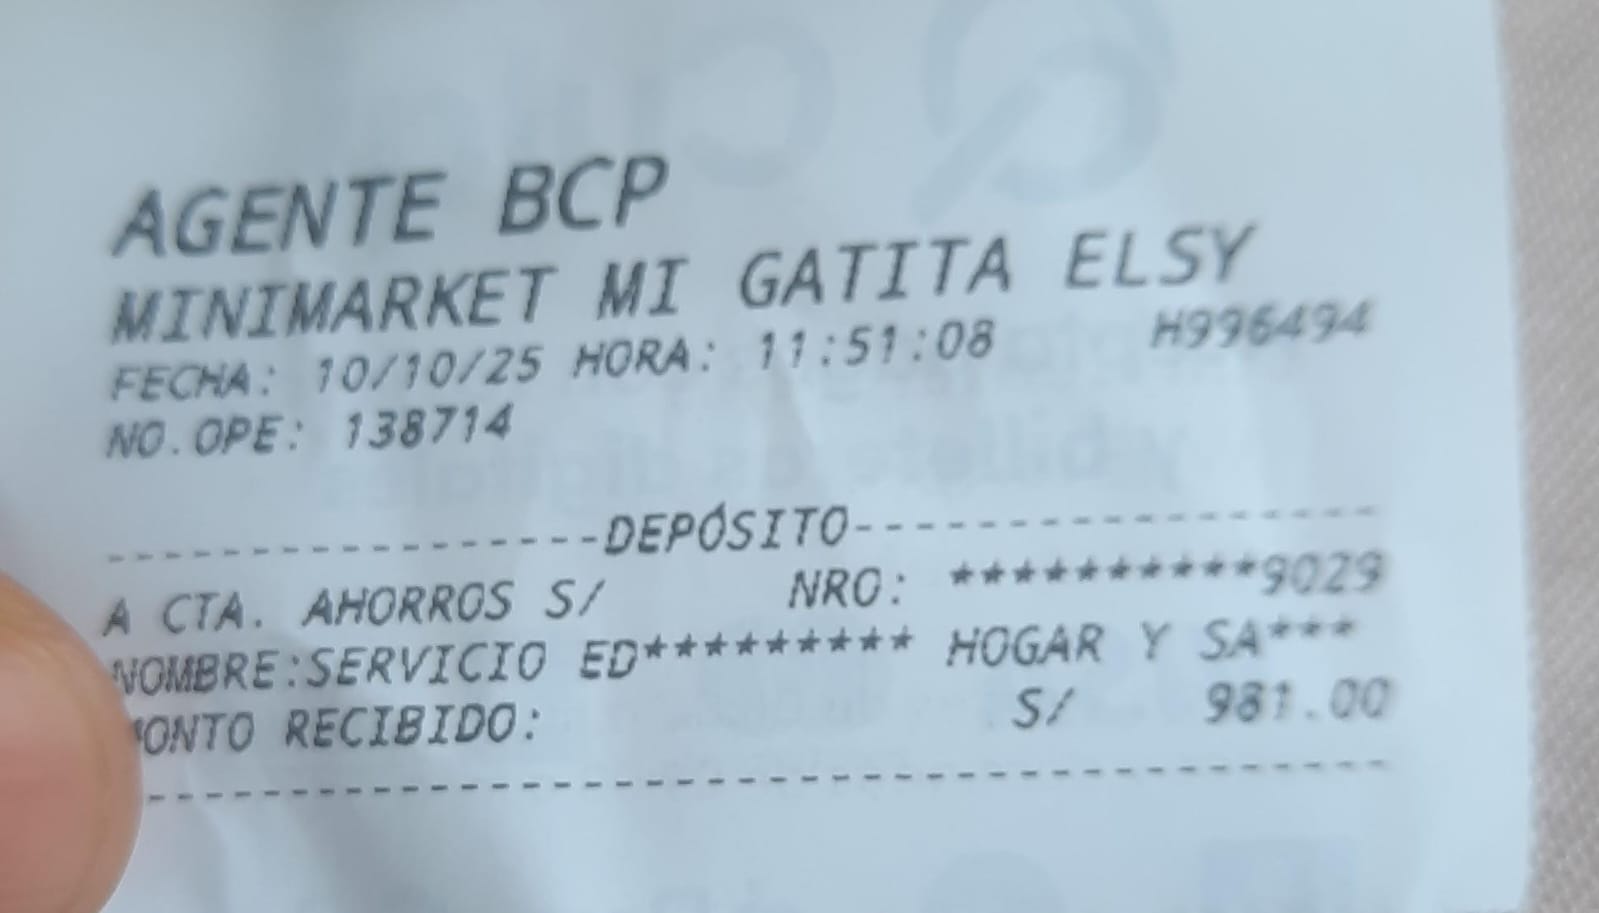 AGENTE BCP
MINIMARKET MI GATITA ELSY
FECHA: 10/10/25 HORA: 11:51:08 H996494
NO.OPE: 138714
----------------DEPÓSITO-----------------
A CTA. AHORROS S/ NRO: **********9029
NOMBRE:SERVICIO ED********* HOGAR Y SA***
MONTO RECIBIDO: S/ 981.00